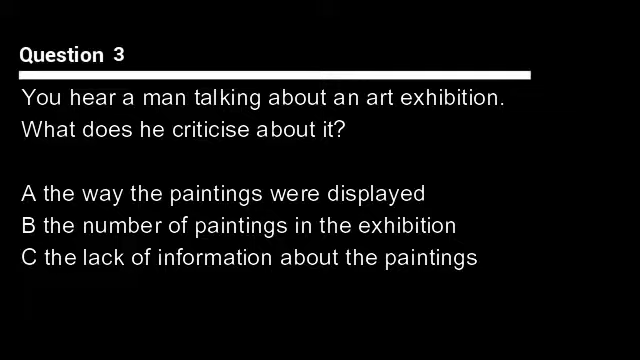 Question 3
You hear a man talking about an art exhibition.
What does he criticise about it?
A the way the paintings were displayed
B the number of paintings in the exhibition
C the lack of information about the paintings